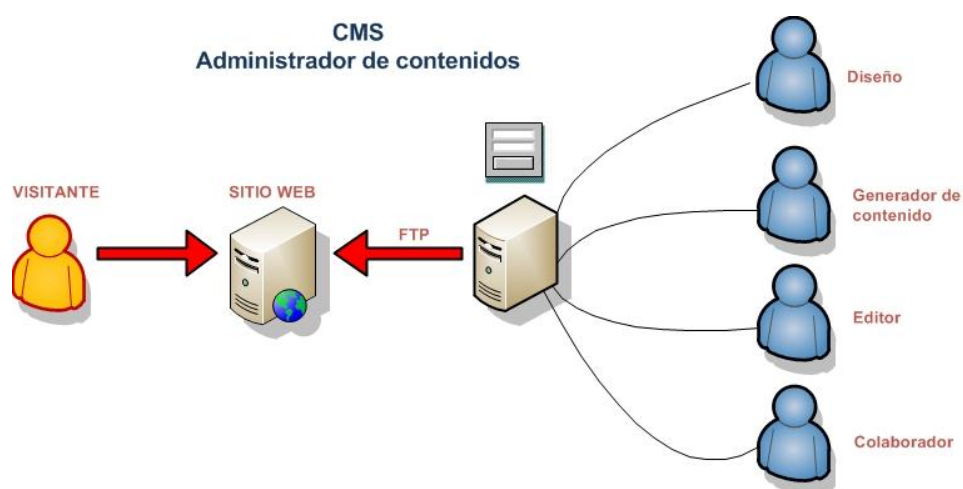 CMS
Administrador de contenidos
Diseño
VISITANTE
SITIO WEB
Generador de
contenido
FTP
Editor
Colaborador